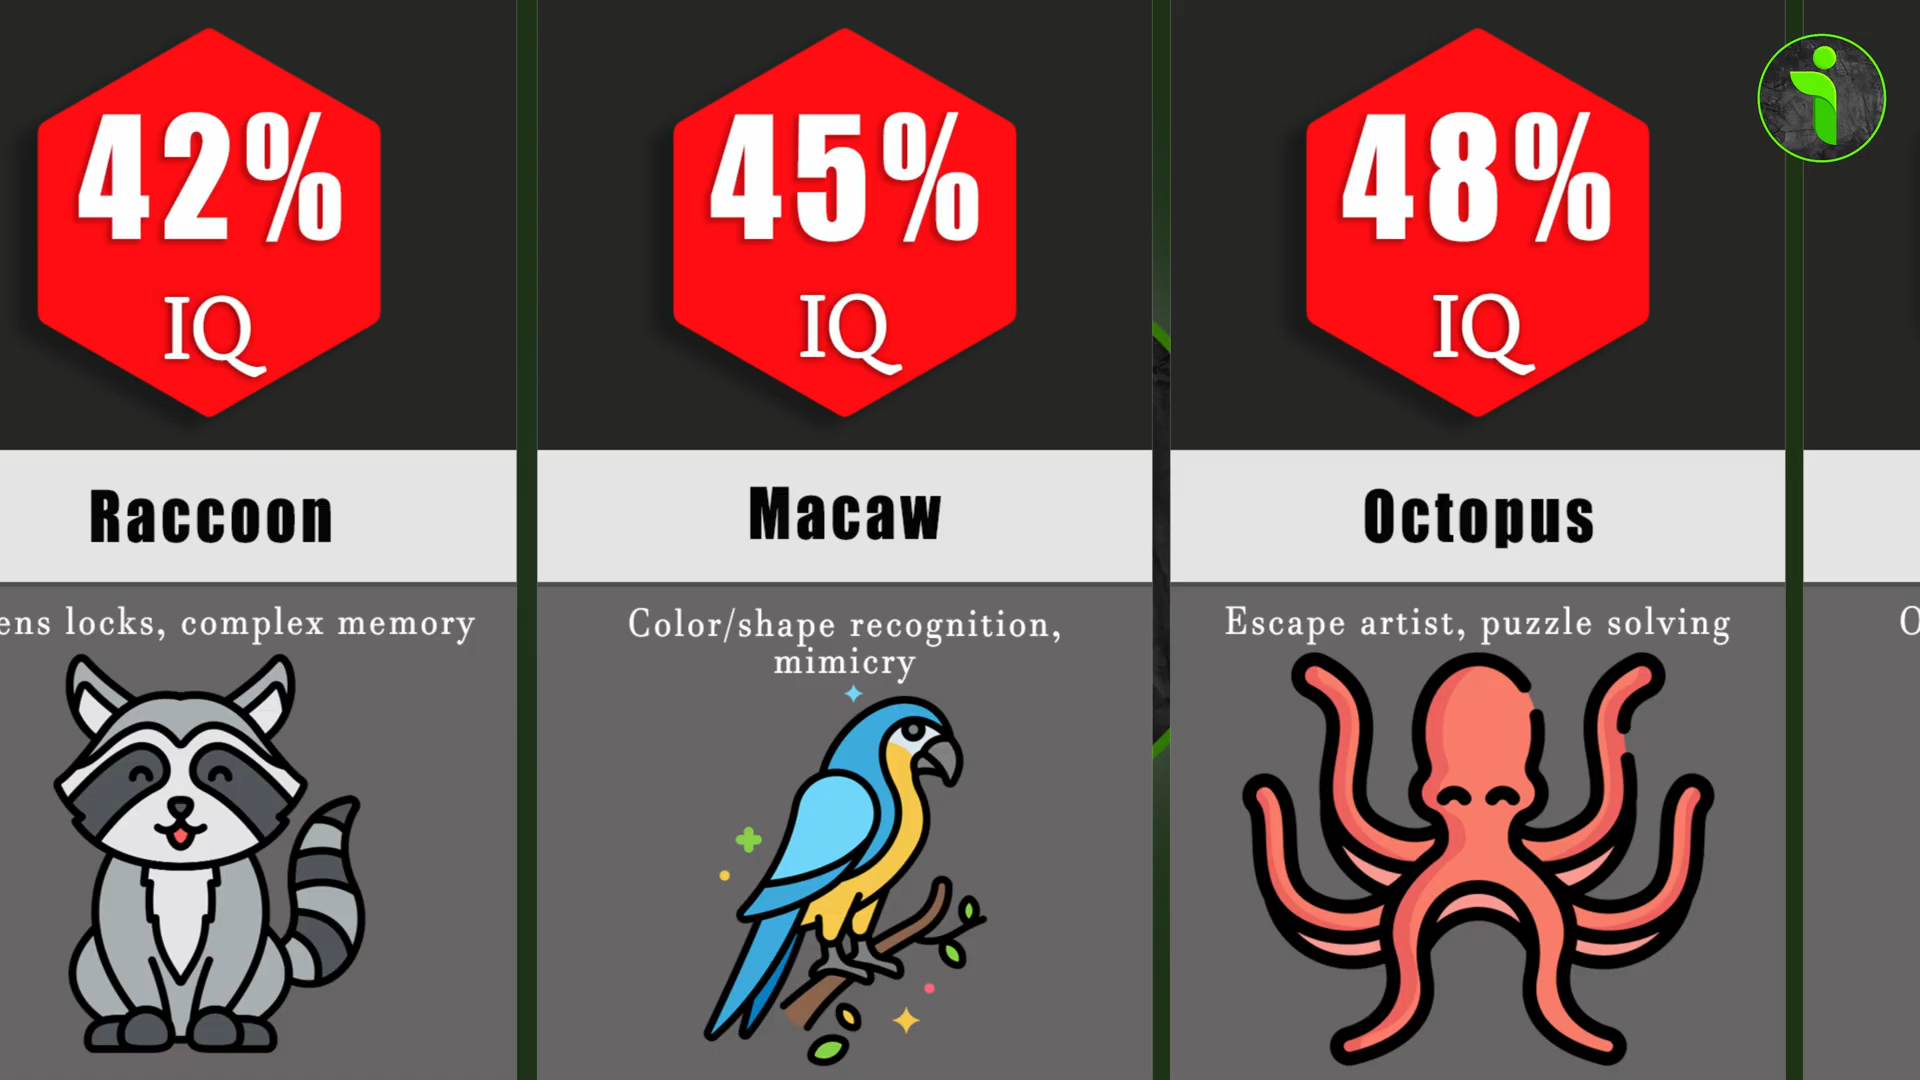 42%
IQ
Raccoon
locks, complex memory
45%
IQ
Macaw
Color/shape recognition,
mimicry
48%
IQ
Octopus
Escape artist, puzzle solving